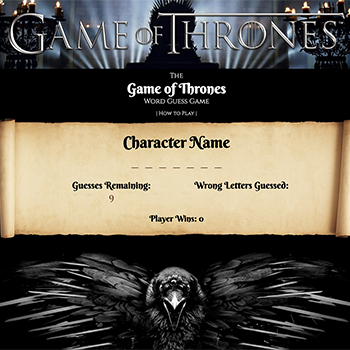 GAME OF THRONES
THE
Game of Thrones
WORD GUESS GAME
| HOW TO PLAY |
Character Name
_ _ _ _ _ _ _
Guesses Remaining: Wrong Letters Guessed:
9
Player Wins: 0